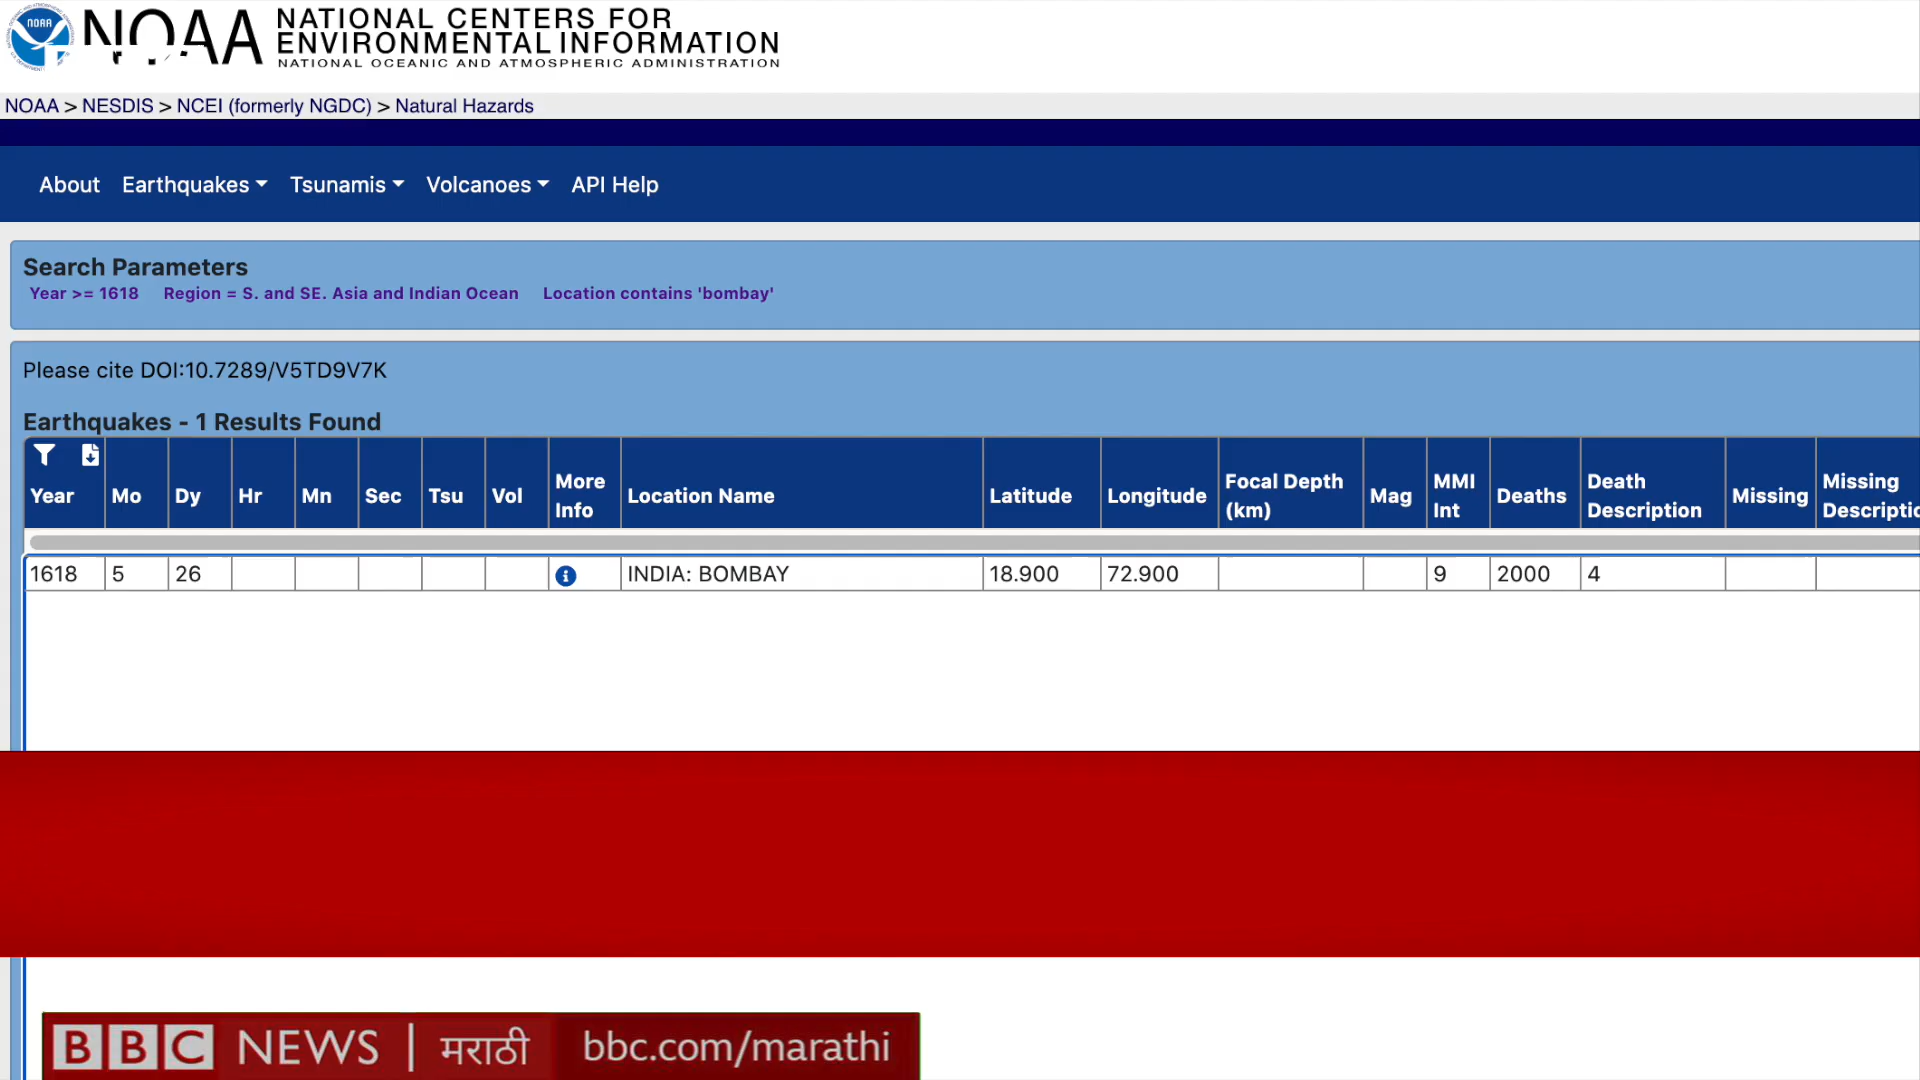 NOAA
NATIONAL CENTERS FOR
ENVIRONMENTAL INFORMATION
NATIONAL OCEANIC AND ATMOSPHERIC ADMINISTRATION
NOAA > NESDIS > NCEI (formerly NGDC) > Natural Hazards
About Earthquakes Tsunamis Volcanoes API Help
Search Parameters
Year >= 1618 Region = S. and SE. Asia and Indian Ocean Location contains 'bombay'
Please cite DOI:10.7289/V5TD9V7K
Earthquakes - 1 Results Found
Year Mo Dy Hr Mn Sec Tsu Vol More Info Location Name Latitude Longitude Focal Depth (km) Mag MMI Int Deaths Death Description Missing Missing Descriptio
1618 5 26 INDIA: BOMBAY 18.900 72.900 9 2000 4
BBC NEWS | मराठी bbc.com/marathi